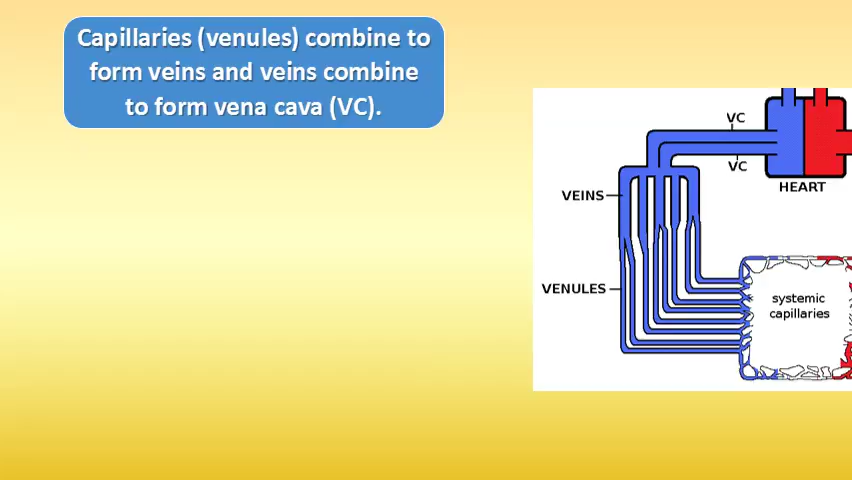 Capillaries (venules) combine to
form veins and veins combine
to form vena cava (VC).
VC
VC
HEART
VEINS
VENULES
systemic
capillaries